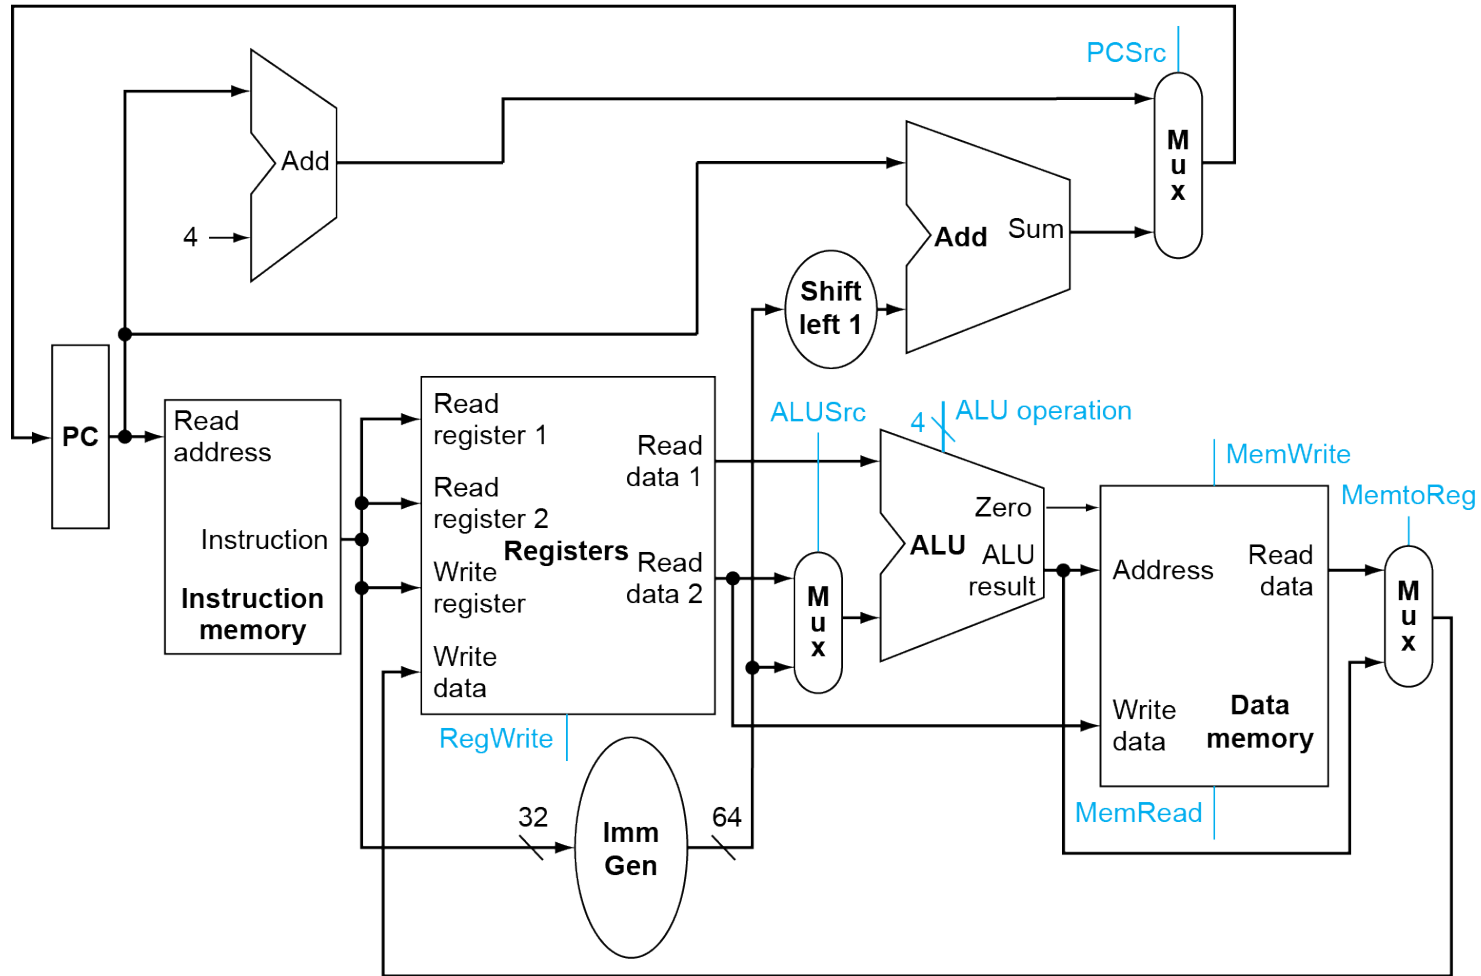 PCSrc
M
u
x
Add
4
Add
Sum
Shift
left 1
PC
Read
address
Instruction
Instruction
memory
Read
register 1
Read
register 2
Write
register
Write
data
Registers
Read
data 1
Read
data 2
RegWrite
ALUSrc
M
u
x
4
ALU operation
Zero
ALU
ALU
result
MemWrite
MemtoReg
Address
Read
data
Write
data
Data
memory
MemRead
M
u
x
32
Imm
Gen
64